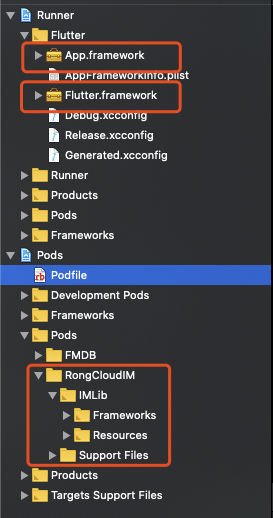 Runner
Flutter
App.framework
AppFrameworkInfo.plist
Flutter.framework
Debug.xcconfig
Release.xcconfig
Generated.xcconfig
Runner
Products
Pods
Frameworks
Pods
rb Podfile
Development Pods
Frameworks
Pods
FMDB
RongCloudIM
IMLib
Frameworks
Resources
Support Files
Products
Targets Support Files